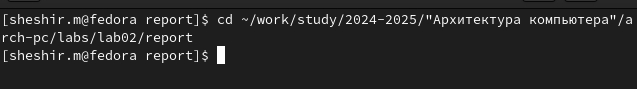 [sheshir.m@fedora report]$ cd ~/work/study/2024-2025/"Архитектура компьютера"/a
rch-pc/labs/lab02/report
[sheshir.m@fedora report]$